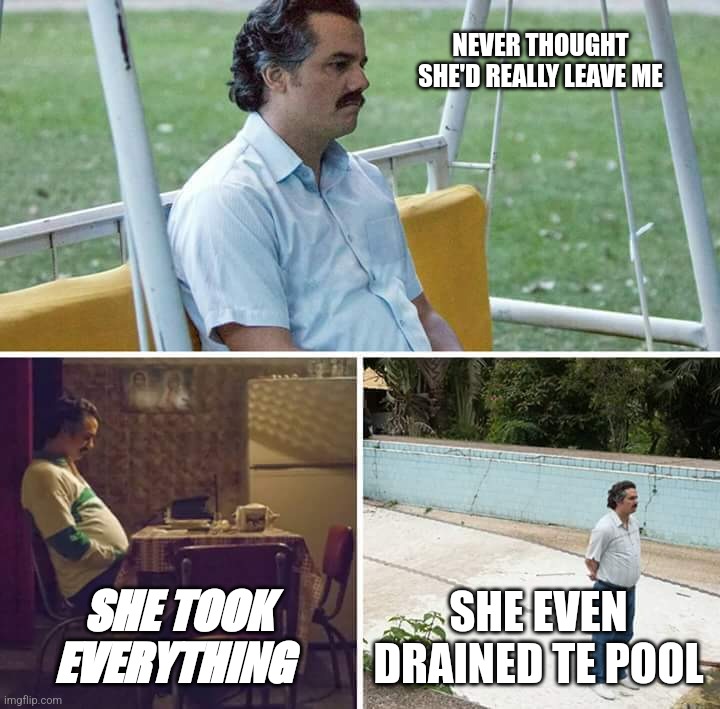 NEVER THOUGHT
SHE'D REALLY LEAVE ME
SHE TOOK
EVERYTHING
SHE EVEN
DRAINED TE POOL
imgflip.com